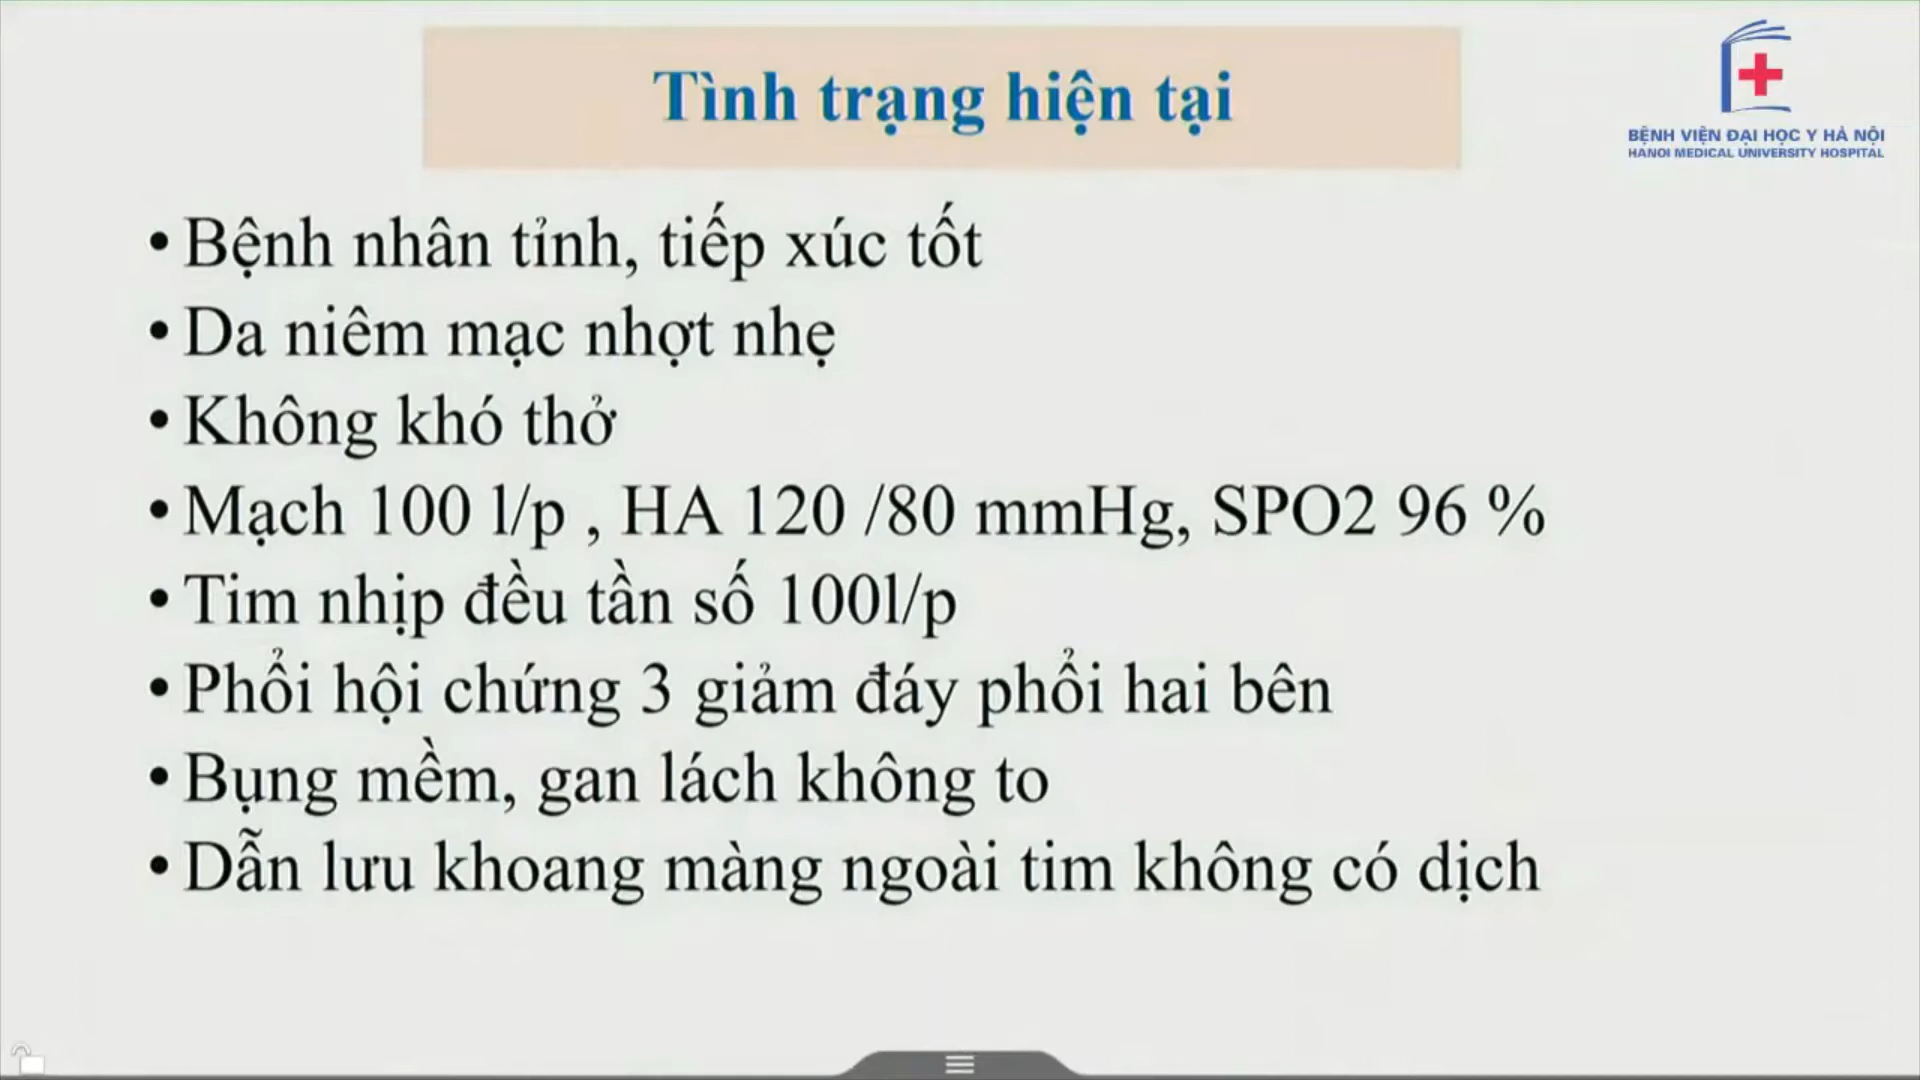 Tình trạng hiện tại
BỆNH VIỆN ĐẠI HỌC Y HÀ NỘI
HANOI MEDICAL UNIVERSITY HOSPITAL
• Bệnh nhân tỉnh, tiếp xúc tốt
• Da niêm mạc nhợt nhẹ
• Không khó thở
• Mạch 100 l/p , HA 120 /80 mmHg, SPO2 96 %
• Tim nhịp đều tần số 100l/p
• Phổi hội chứng 3 giảm đáy phổi hai bên
• Bụng mềm, gan lách không to
• Dẫn lưu khoang màng ngoài tim không có dịch